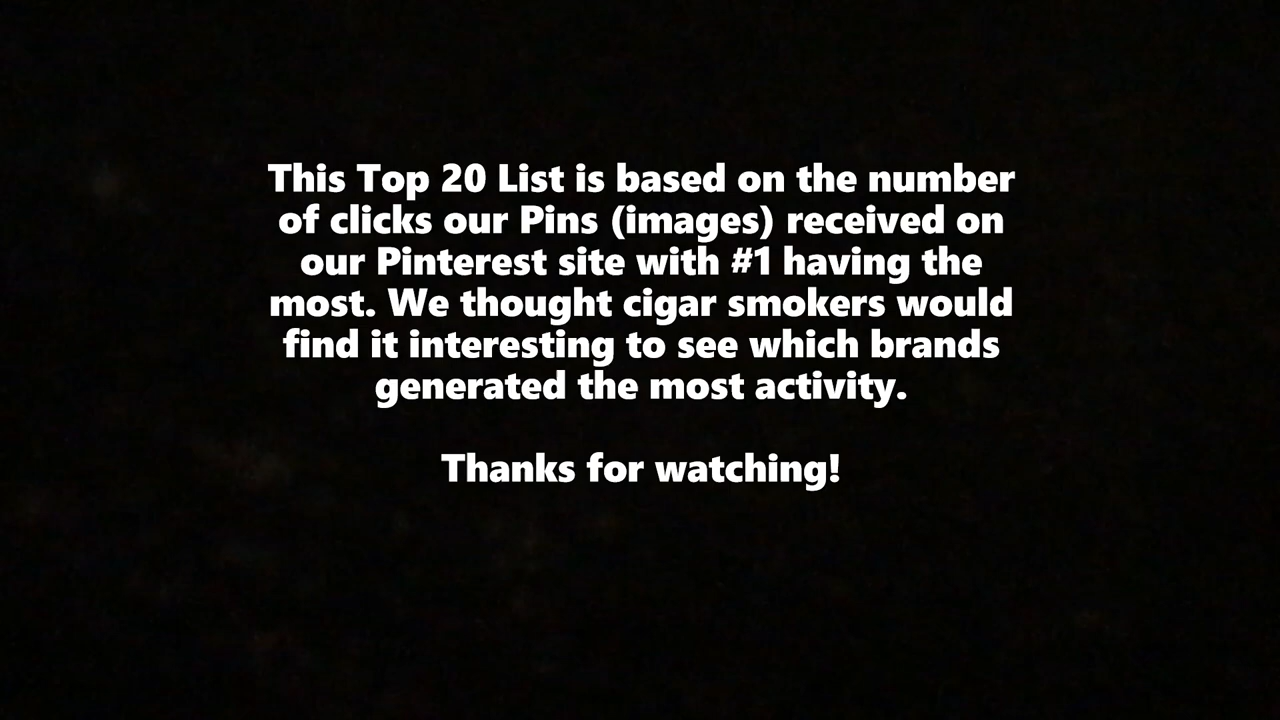 This Top 20 List is based on the number
of clicks our Pins (images) received on
our Pinterest site with #1 having the
most. We thought cigar smokers would
find it interesting to see which brands
generated the most activity.
Thanks for watching!